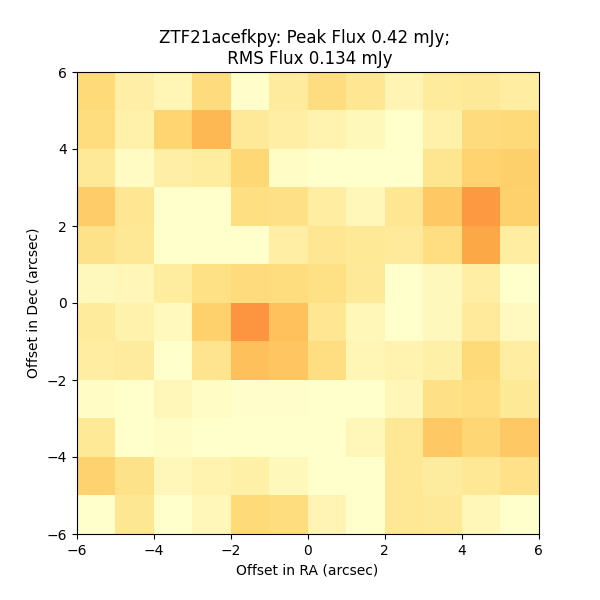 ZTF21acefkpy: Peak Flux 0.42 mJy;
RMS Flux 0.134 mJy
6
4
2
0
−2
−4
−6
Offset in Dec (arcsec)
−6 −4 −2 0 2 4 6
Offset in RA (arcsec)